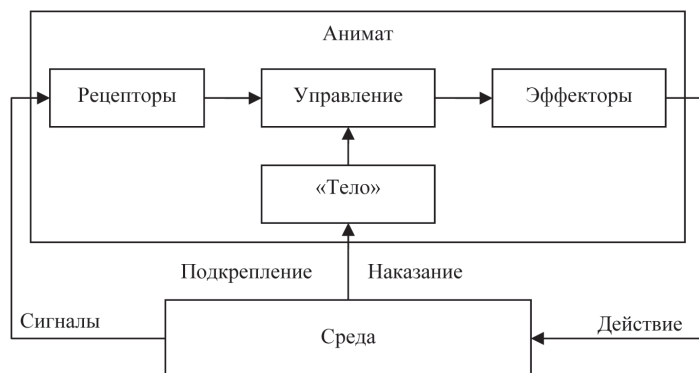 Анимат
Рецепторы
Управление
Эффекторы
«Тело»
Подкрепление
Наказание
Сигналы
Среда
Действие